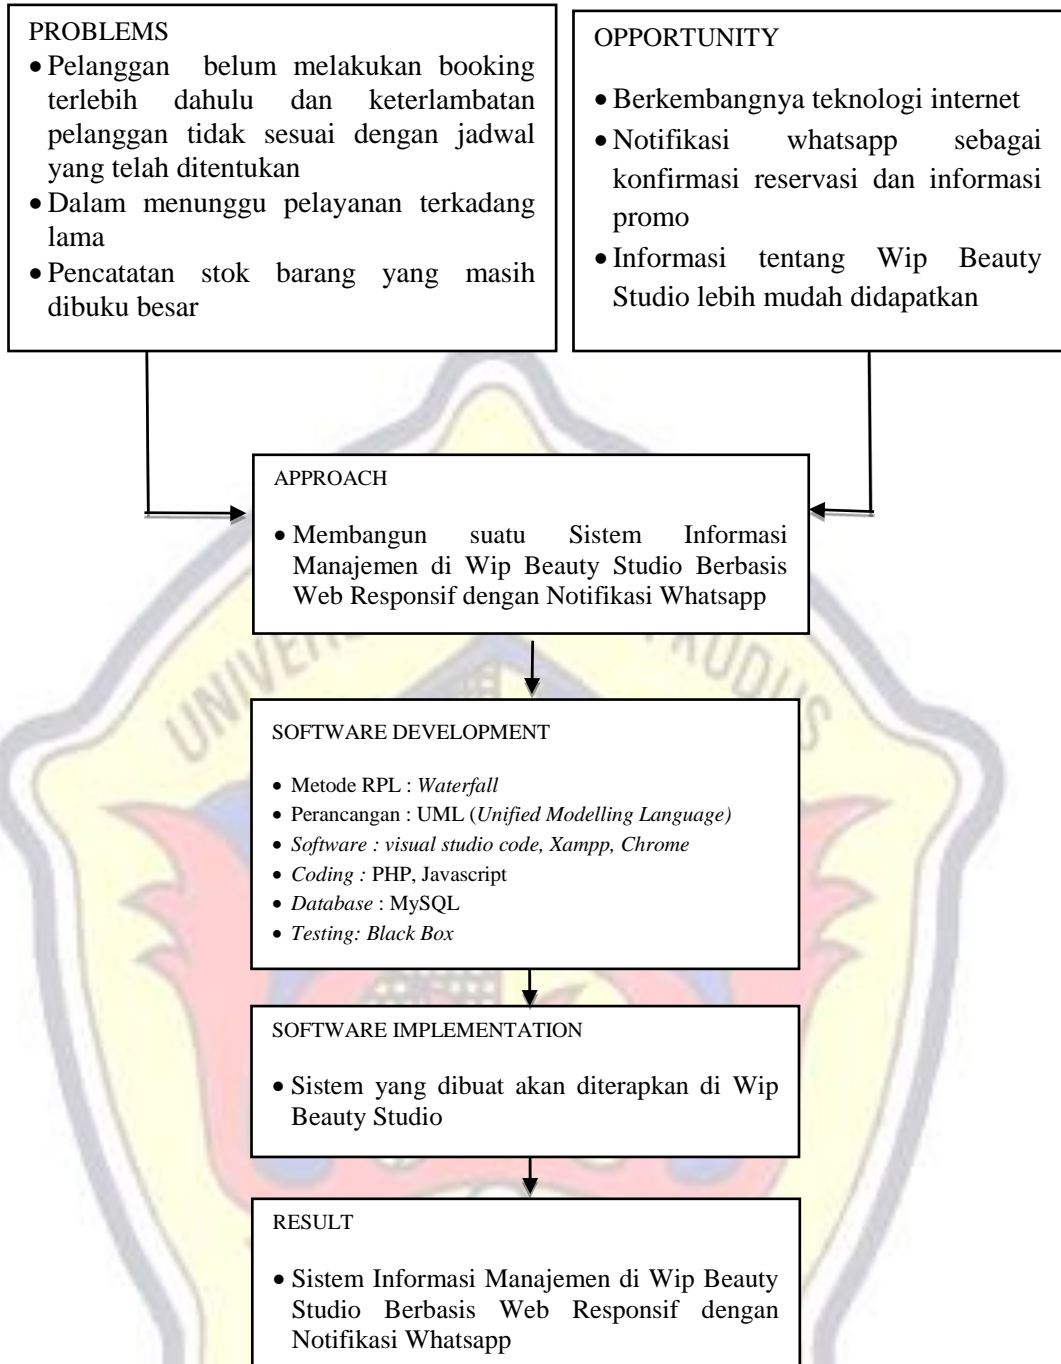 PROBLEMS
• Pelanggan belum melakukan booking
terlebih dahulu dan keterlambatan
pelanggan tidak sesuai dengan jadwal
yang telah ditentukan
• Dalam menunggu pelayanan terkadang
lama
• Pencatatan stok barang yang masih
dibuku besar
OPPORTUNITY
• Berkembangnya teknologi internet
• Notifikasi whatsapp sebagai
konfirmasi reservasi dan informasi
promo
• Informasi tentang Wip Beauty
Studio lebih mudah didapatkan
APPROACH
• Membangun suatu Sistem Informasi
Manajemen di Wip Beauty Studio Berbasis
Web Responsif dengan Notifikasi Whatsapp
SOFTWARE DEVELOPMENT
• Metode RPL : Waterfall
• Perancangan : UML (Unified Modelling Language)
• Software : visual studio code, Xampp, Chrome
• Coding : PHP, Javascript
• Database : MySQL
• Testing: Black Box
SOFTWARE IMPLEMENTATION
• Sistem yang dibuat akan diterapkan di Wip
Beauty Studio
RESULT
• Sistem Informasi Manajemen di Wip Beauty
Studio Berbasis Web Responsif dengan
Notifikasi Whatsapp